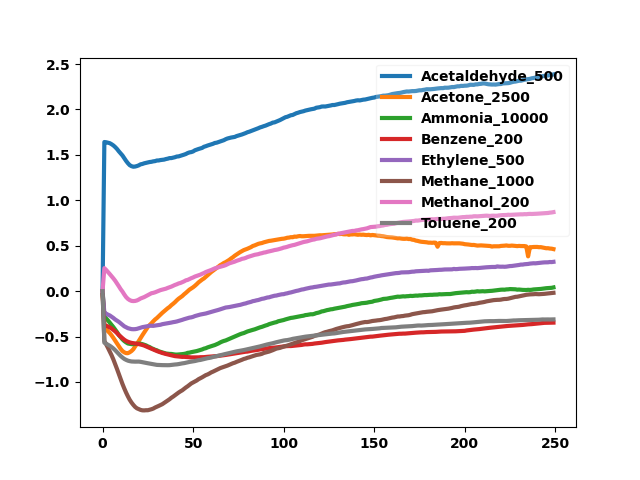 2.5
2.0
1.5
1.0
0.5
0.0
−0.5
−1.0
0 50 100 150 200 250
Acetaldehyde_500
Acetone_2500
Ammonia_10000
Benzene_200
Ethylene_500
Methane_1000
Methanol_200
Toluene_200